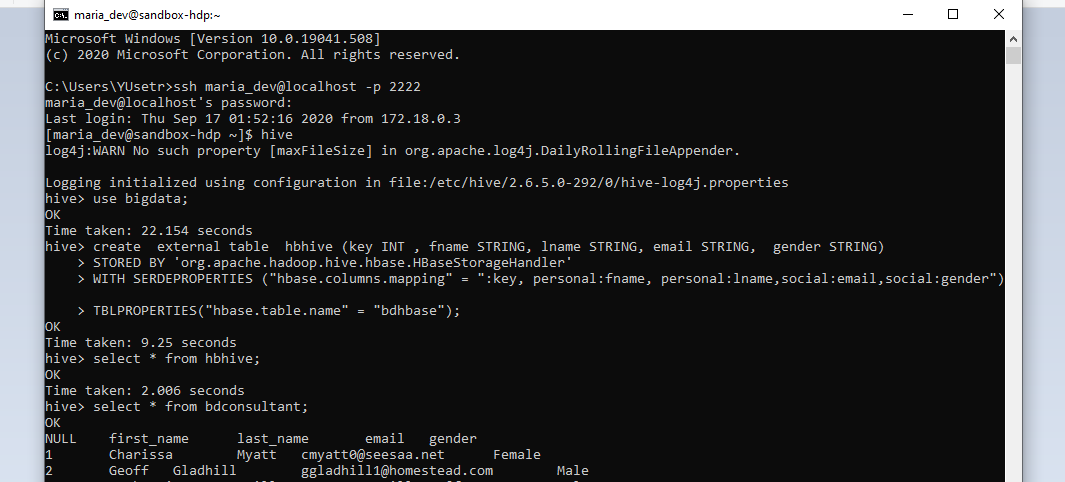 maria_dev@sandbox-hdp:~
Microsoft Windows [Version 10.0.19041.508]
(c) 2020 Microsoft Corporation. All rights reserved.
C:\Users\YUsetr>ssh maria_dev@localhost -p 2222
maria_dev@localhost's password:
Last login: Thu Sep 17 01:52:16 2020 from 172.18.0.3
[maria_dev@sandbox-hdp ~]$ hive
log4j:WARN No such property [maxFileSize] in org.apache.log4j.DailyRollingFileAppender.
Logging initialized using configuration in file:/etc/hive/2.6.5.0-292/0/hive-log4j.properties
hive> use bigdata;
OK
Time taken: 22.154 seconds
hive> create  external table  hbhive (key INT , fname STRING, lname STRING, email STRING,  gender STRING)
    > STORED BY 'org.apache.hadoop.hive.hbase.HBaseStorageHandler'
    > WITH SERDEPROPERTIES ("hbase.columns.mapping" = ":key, personal:fname, personal:lname,social:email,social:gender")
    > TBLPROPERTIES("hbase.table.name" = "bdhbase");
OK
Time taken: 9.25 seconds
hive> select * from hbhive;
OK
Time taken: 2.006 seconds
hive> select * from bdconsultant;
OK
NULL    first_name      last_name       email   gender
1       Charissa        Myatt   cmyatt0@seesaa.net      Female
2       Geoff   Gladhill        ggladhill1@homestead.com        Male